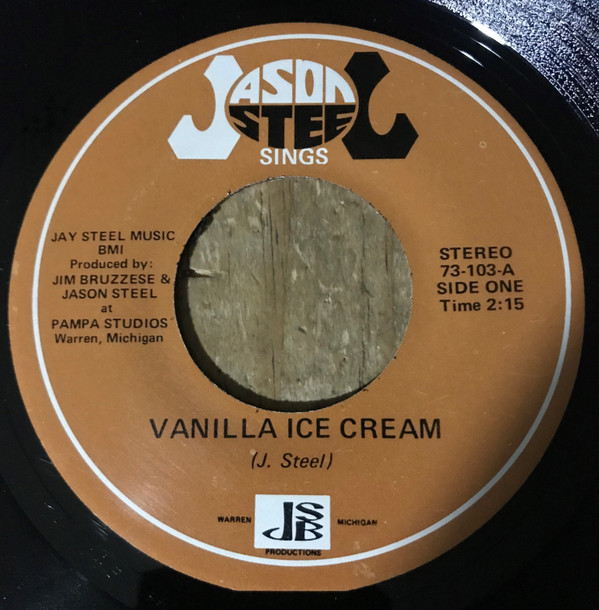 JASON
STEEL
SINGS
JAY STEEL MUSIC
BMI
Produced by:
JIM BRUZZESE &
JASON STEEL
at
PAMPA STUDIOS
Warren, Michigan
STEREO
73-103-A
SIDE ONE
Time 2:15
VANILLA ICE CREAM
(J. Steel)
WARREN JSB MICHIGAN
PRODUCTIONS